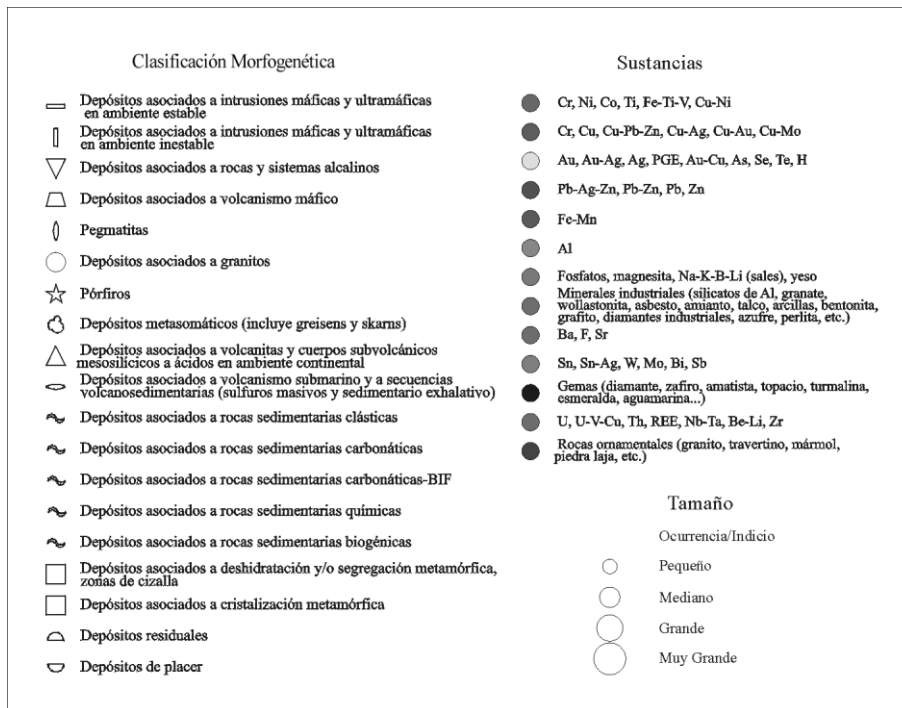 Clasificación Morfogenética
Depósitos asociados a intrusiones máficas y ultramáficas
en ambiente estable
Depósitos asociados a intrusiones máficas y ultramáficas
en ambiente inestable
Depósitos asociados a rocas y sistemas alcalinos
Depósitos asociados a volcanismo máfico
Pegmatitas
Depósitos asociados a granitos
Pórfiros
Depósitos metasomáticos (incluye greisens y skarns)
Depósitos asociados a volcanitas y cuerpos subvolcánicos
mesosilícicos a ácidos en ambiente continental
Depósitos asociados a volcanismo submarino y a secuencias
volcanosedimentarias (sulfuros masivos y sedimentario exhalativo)
Depósitos asociados a rocas sedimentarias clásticas
Depósitos asociados a rocas sedimentarias carbonáticas
Depósitos asociados a rocas sedimentarias carbonáticas-BIF
Depósitos asociados a rocas sedimentarias químicas
Depósitos asociados a rocas sedimentarias biogénicas
Depósitos asociados a deshidratación y/o segregación metamórfica,
zonas de cizalla
Depósitos asociados a cristalización metamórfica
Depósitos residuales
Depósitos de placer
Sustancias
Cr, Ni, Co, Ti, Fe-Ti-V, Cu-Ni
Cr, Cu, Cu-Pb-Zn, Cu-Ag, Cu-Au, Cu-Mo
Au, Au-Ag, Ag, PGE, Au-Cu, As, Se, Te, H
Pb-Ag-Zn, Pb-Zn, Pb, Zn
Fe-Mn
Al
Fosfatos, magnesita, Na-K-B-Li (sales), yeso
Minerales industriales (silicatos de Al, granate,
wollastonita, asbesto, amianto, talco, arcillas, bentonita,
grafito, diamantes industriales, azufre, perlita, etc.)
Ba, F, Sr
Sn, Sn-Ag, W, Mo, Bi, Sb
Gemas (diamante, zafiro, amatista, topacio, turmalina,
esmeralda, aguamarina...)
U, U-V-Cu, Th, REE, Nb-Ta, Be-Li, Zr
Rocas ornamentales (granito, travertino, mármol,
piedra laja, etc.)
Tamaño
Ocurrencia/Indicio
Pequeño
Mediano
Grande
Muy Grande